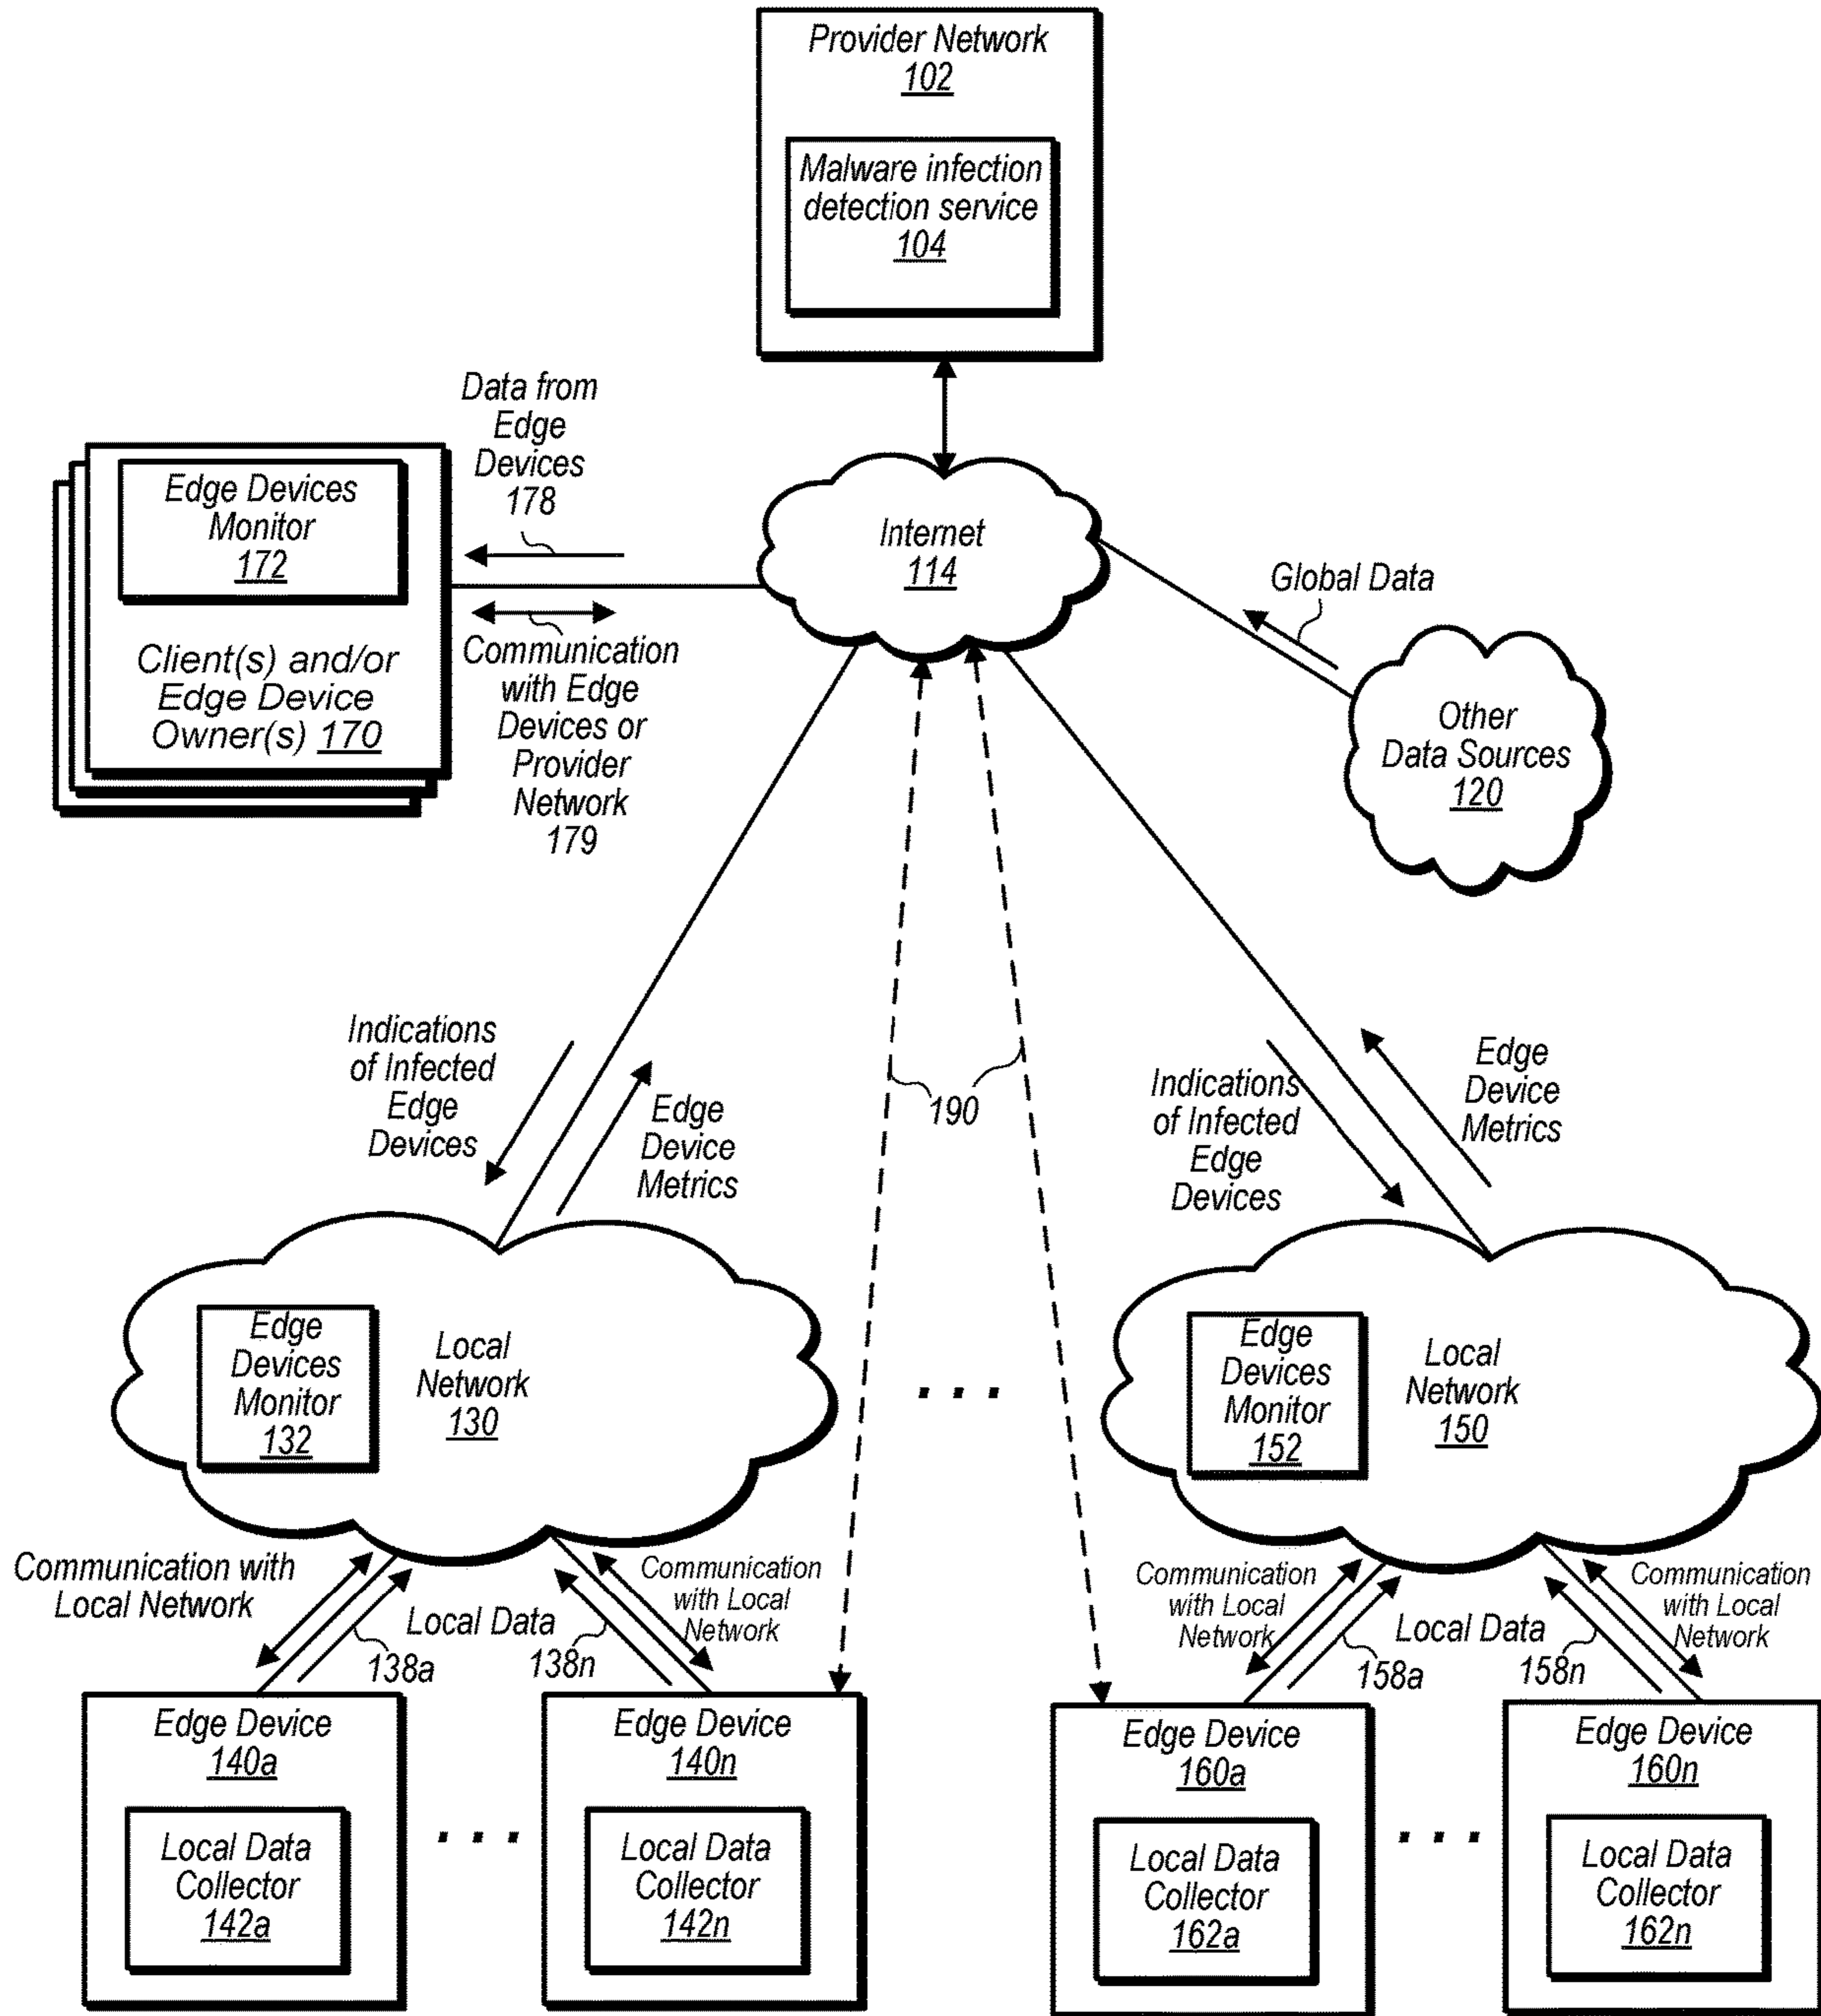 Provider Network
102
Malware infection
detection service
104
Data from
Edge
Devices
178
Edge Devices
Monitor
172
Client(s) and/or
Edge Device
Owner(s) 170
Communication
with Edge
Devices or
Provider
Network
179
Internet
114
Global Data
Other
Data Sources
120
Indications
of Infected
Edge
Devices
Edge
Device
Metrics
190
Indications
of Infected
Edge
Devices
Edge
Device
Metrics
Edge
Devices
Monitor
132
Local
Network
130
. . .
Edge
Devices
Monitor
152
Local
Network
150
Communication with
Local Network
138a
Local Data
138n
Communication
with Local
Network
Communication
with Local
Network
158a
Local Data
158n
Communication
with Local
Network
Edge Device
140a
Local Data
Collector
142a
. . .
Edge Device
140n
Local Data
Collector
142n
Edge Device
160a
Local Data
Collector
162a
. . .
Edge Device
160n
Local Data
Collector
162n